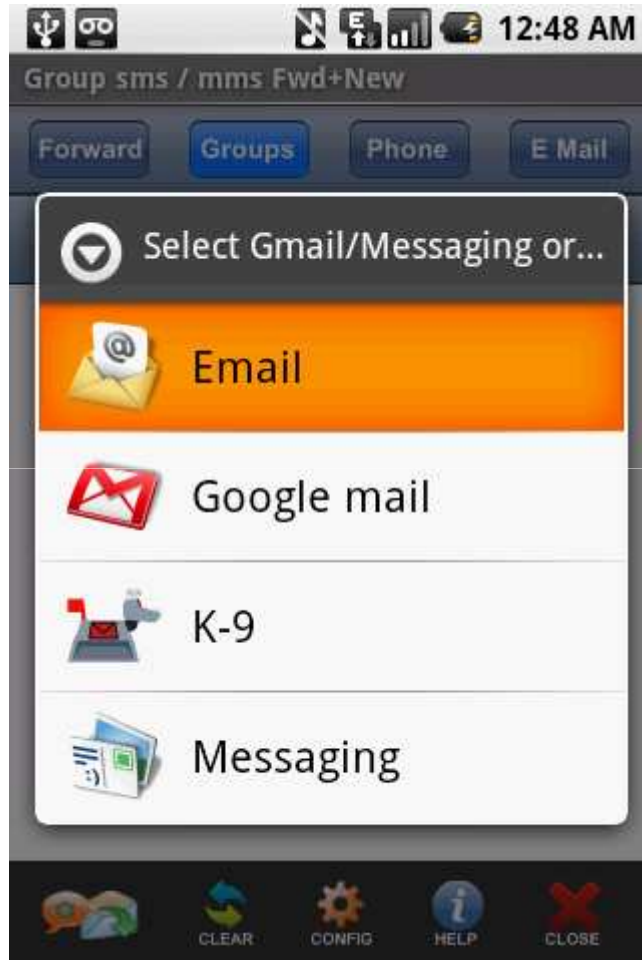 12:48 AM
Group sms / mms Fwd+New
Forward Groups Phone E Mail
Select Gmail/Messaging or...
Email
Google mail
K-9
Messaging
CLEAR CONFIG HELP CLOSE